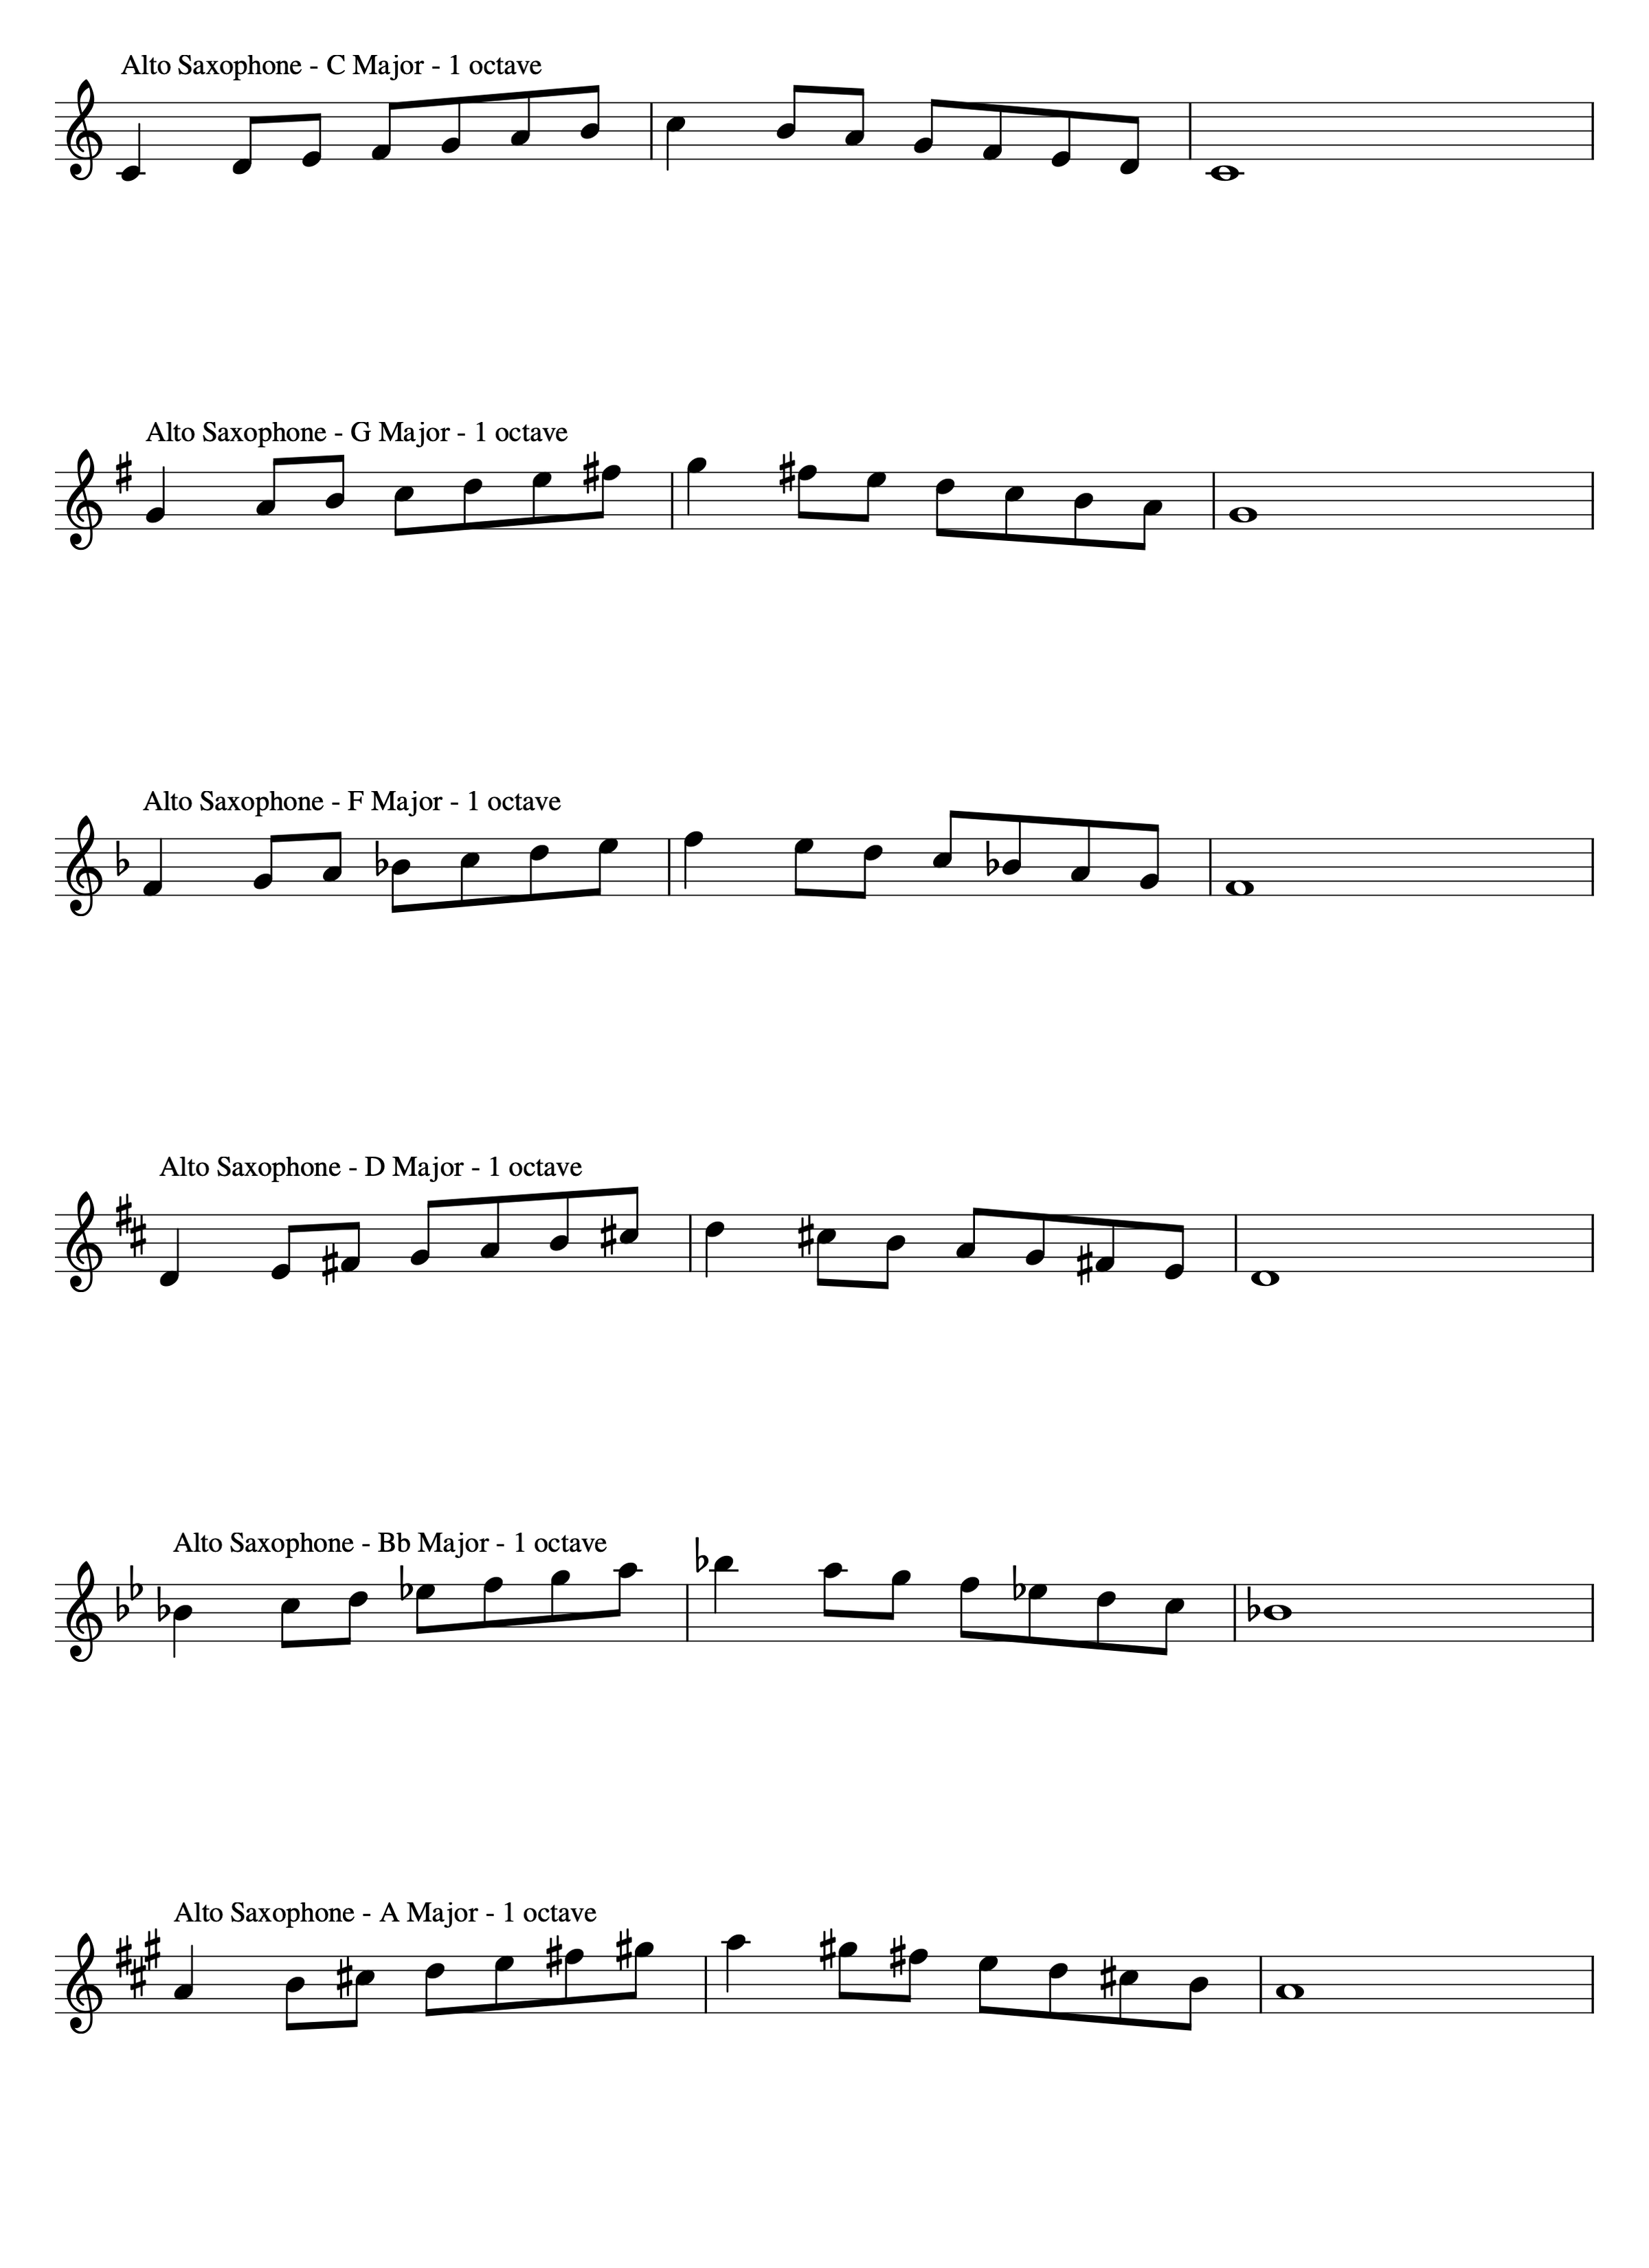 Alto Saxophone - C Major - 1 octave
Alto Saxophone - G Major - 1 octave
Alto Saxophone - F Major - 1 octave
Alto Saxophone - D Major - 1 octave
Alto Saxophone - Bb Major - 1 octave
Alto Saxophone - A Major - 1 octave